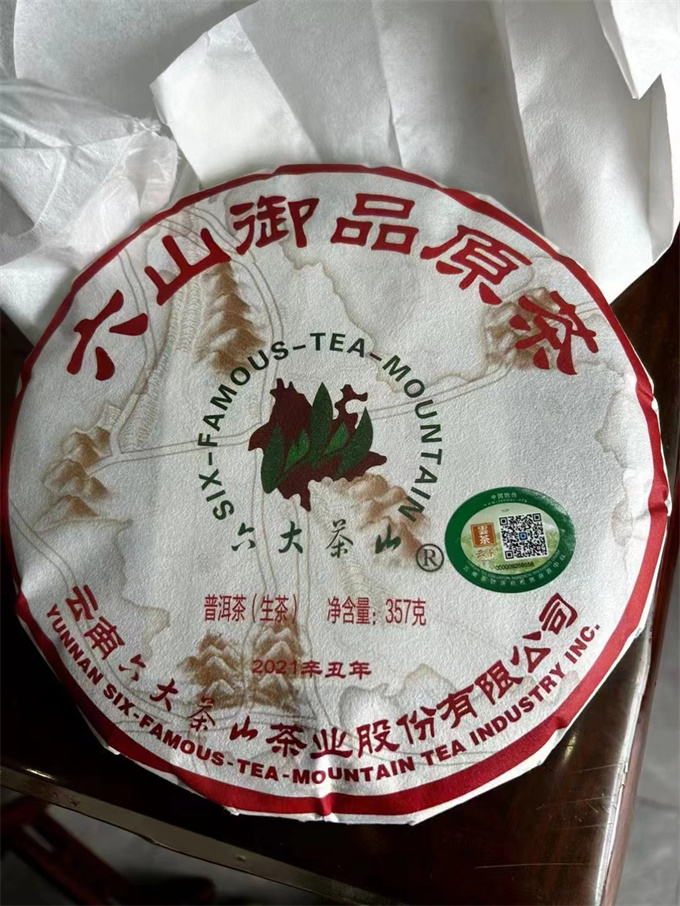 六山御品原茶
SIX-FAMOUS-TEA-MOUNTAIN
六大茶山®
雲茶
普洱茶（生茶） 净含量：357克
2021辛丑年
云南六大茶山茶业股份有限公司
YUNNAN SIX-FAMOUS-TEA-MOUNTAIN TEA INDUSTRY INC.